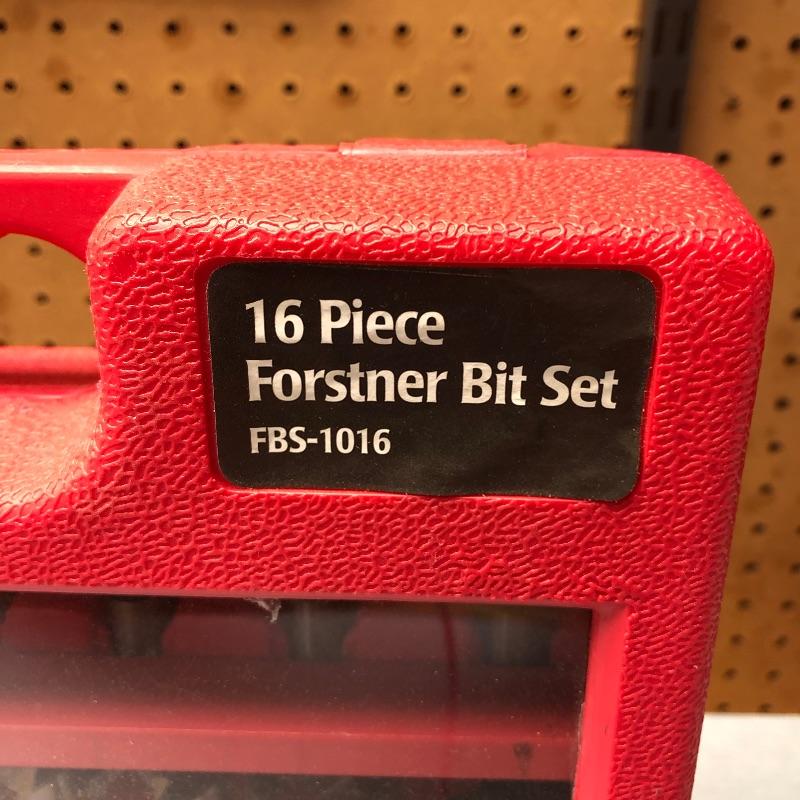 16 Piece
Forstner Bit Set
FBS-1016